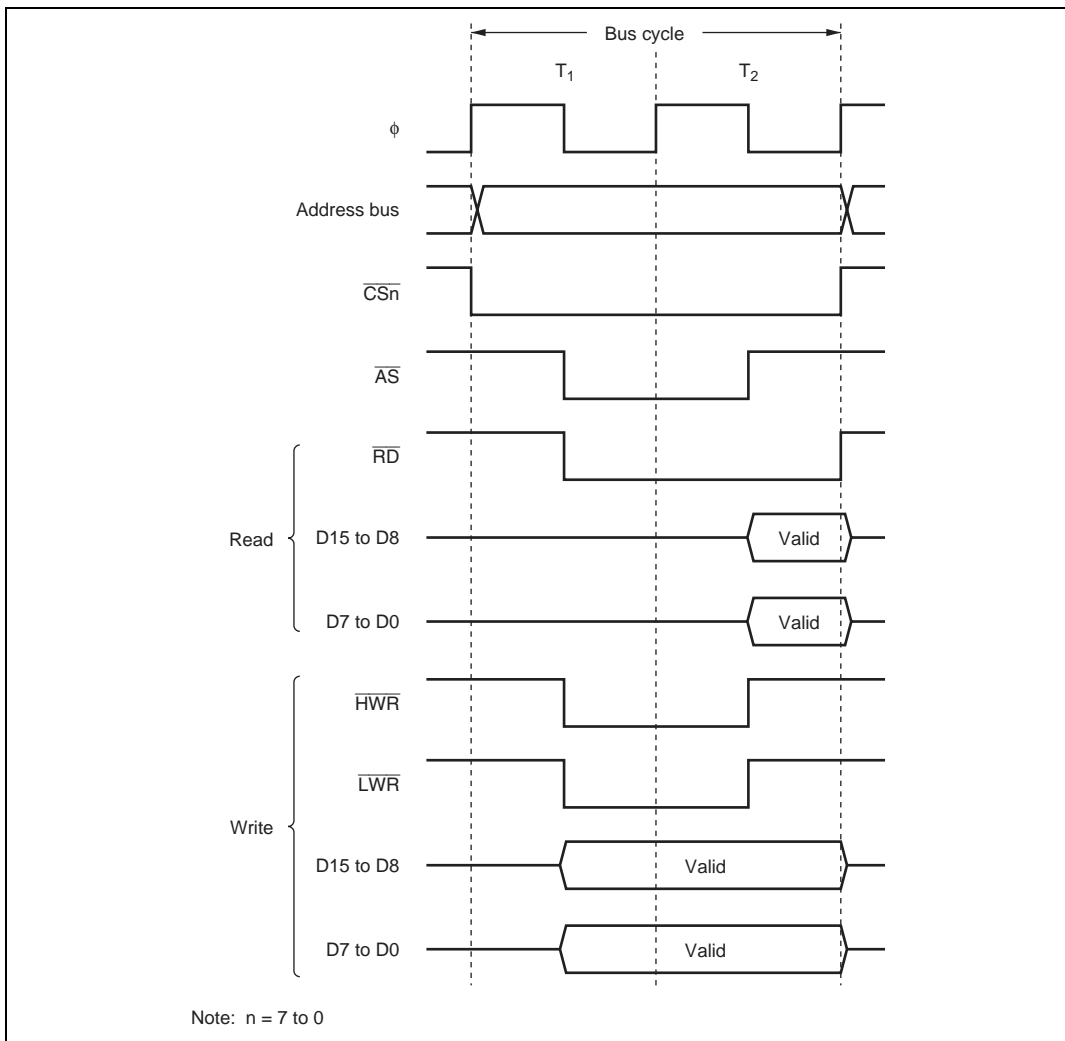 Bus cycle
T1 T2
ϕ
Address bus
CSn
AS
RD
Read
D15 to D8 Valid
D7 to D0 Valid
HWR
LWR
Write
D15 to D8 Valid
D7 to D0 Valid
Note: n = 7 to 0